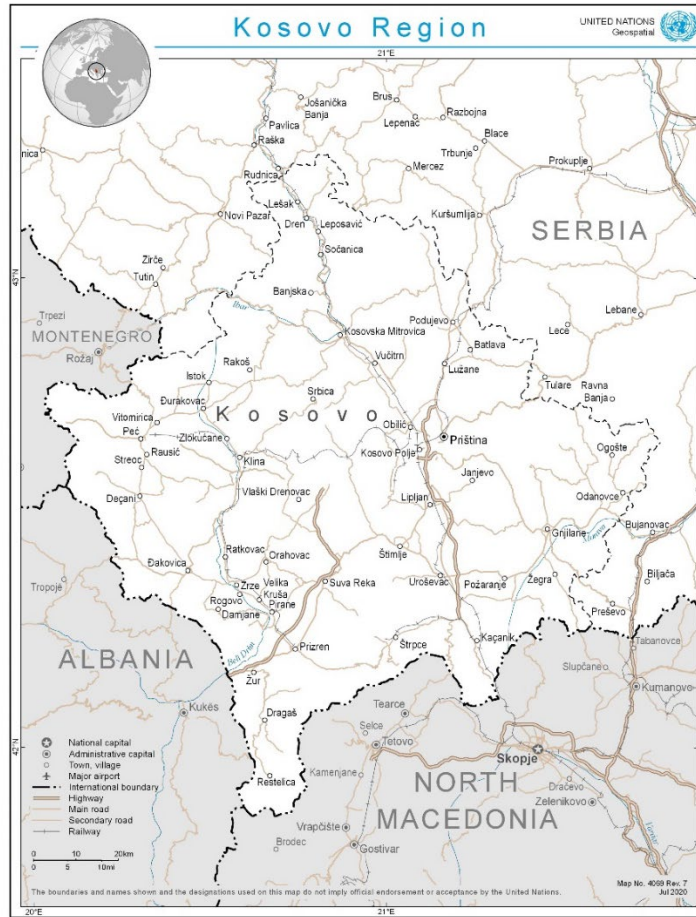 Kosovo Region
UNITED NATIONS
Geospatial
21°E
Jošanička
Banja
Brus
Pavlica
Lepenac
Razbojna
Raška
Blace
Trbunje
nica
Mercez
Prokuplje
Rudnica
Lešak
Novi Pazar
Dren
Leposavić
Kuršumlija
SERBIA
Sočanica
Zirče
Tutin
43°N
43°N
Banjska
Ibar
Trpezi
MONTENEGRO
Rožaj
Lebane
Lece
Podujevo
Kosovska Mitrovica
Batlava
Vučitrn
Lužane
Rakoš
Istok
Tulare
Ravna
Banja
Srbica
Đurakovac
Kosovo
Vitomirica
Peć
Zlokućane
Obilić
Priština
Rausić
Streoc
Klina
Kosovo Polje
Ogošte
Janjevo
Dečani
Vlaški Drenovac
Lipljan
Odanovce
Gnjilane
Bujanovac
Ratkovac
Orahovac
Štimlje
Đakovica
Tropojë
Zrze
Velika
Kruša
Suva Reka
Uroševac
Požaranje
Žegra
Biljača
Rogovo
Pirane
Damjane
Preševo
ALBANIA
Beli Drim
Prizren
Štrpce
Kaçanik
Tabanovce
Žur
Slupčane
Kukës
Kumanovo
Dragaš
Tearce
Selce
Tetovo
Skopje
National capital
Administrative capital
Town, village
Major airport
International boundary
Highway
Main road
Secondary road
Railway
Restelica
Kamenjane
NORTH
MACEDONIA
Dračevo
Zelenikovo
Vardar
Vrapčište
Brodec
Gostivar
0 10 20km
0 5 10mi
Map No. 4069 Rev. 7
Jul 2020
The boundaries and names shown and the designations used on this map do not imply official endorsement or acceptance by the United Nations.
20°E
21°E